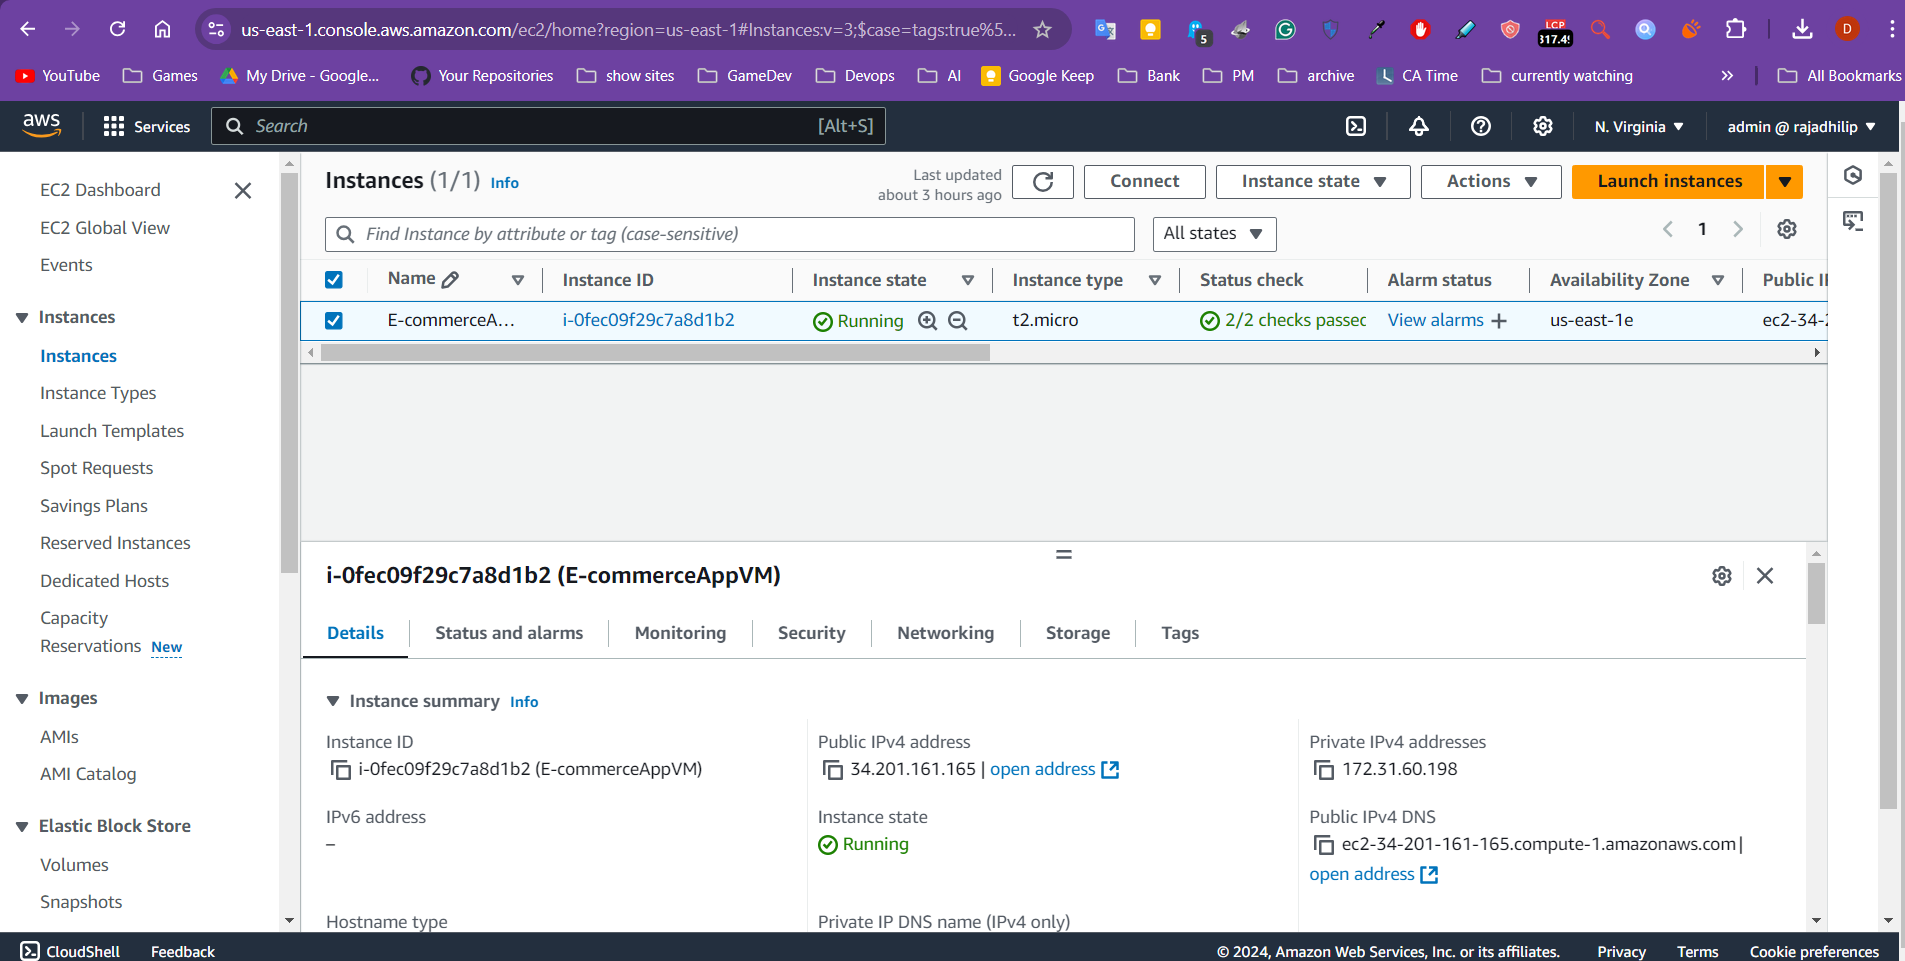 us-east-1.console.aws.amazon.com/ec2/home?region=us-east-1#Instances:v=3;$case=tags:true%5...
5
LCP
317.49
D
YouTube
Games
My Drive - Google...
Your Repositories
show sites
GameDev
Devops
AI
Google Keep
Bank
PM
archive
CA Time
currently watching
»
All Bookmarks
aws
Services
Search
[Alt+S]
N. Virginia
admin @ rajadhilip
EC2 Dashboard
EC2 Global View
Events
Instances
Instances
Instance Types
Launch Templates
Spot Requests
Savings Plans
Reserved Instances
Dedicated Hosts
Capacity
Reservations New
Images
AMIs
AMI Catalog
Elastic Block Store
Volumes
Snapshots
Instances (1/1) Info
Last updated
about 3 hours ago
Connect
Instance state
Actions
Launch instances
Find Instance by attribute or tag (case-sensitive)
All states
1
Name
Instance ID
Instance state
Instance type
Status check
Alarm status
Availability Zone
Public I
E-commerceA...
i-0fec09f29c7a8d1b2
Running
t2.micro
2/2 checks passec
View alarms +
us-east-1e
ec2-34-2
i-0fec09f29c7a8d1b2 (E-commerceAppVM)
Details
Status and alarms
Monitoring
Security
Networking
Storage
Tags
Instance summary Info
Instance ID
i-0fec09f29c7a8d1b2 (E-commerceAppVM)
Public IPv4 address
34.201.161.165 | open address
Private IPv4 addresses
172.31.60.198
IPv6 address
–
Instance state
Running
Public IPv4 DNS
ec2-34-201-161-165.compute-1.amazonaws.com |
open address
Hostname type
Private IP DNS name (IPv4 only)
CloudShell
Feedback
© 2024, Amazon Web Services, Inc. or its affiliates.
Privacy
Terms
Cookie preferences